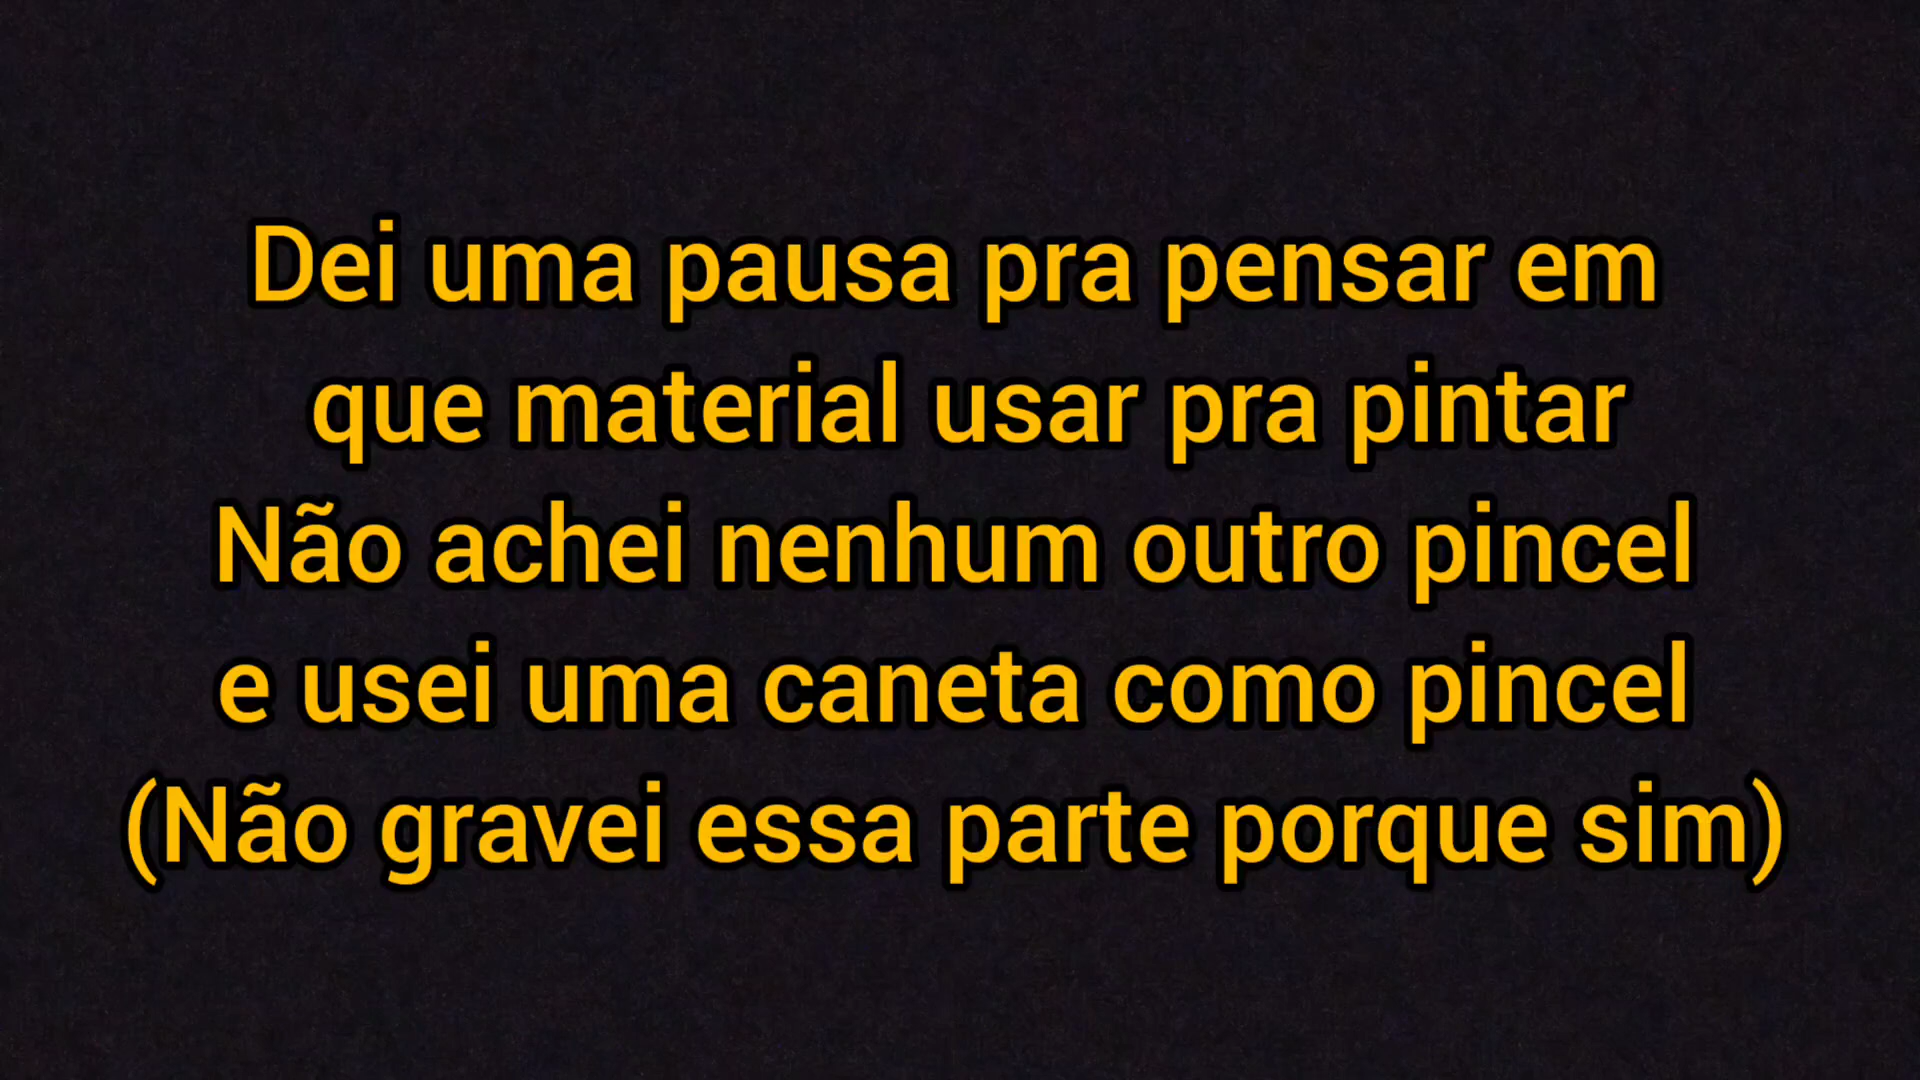 Dei uma pausa pra pensar em
que material usar pra pintar
Não achei nenhum outro pincel
e usei uma caneta como pincel
(Não gravei essa parte porque sim)